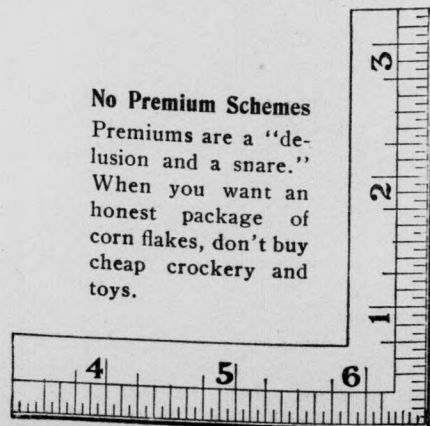 No Premium Schemes
Premiums are a "de-
lusion and a snare."
When you want an
honest package of
corn flakes, don't buy
cheap crockery and
toys.
3
2
1
4 5 6